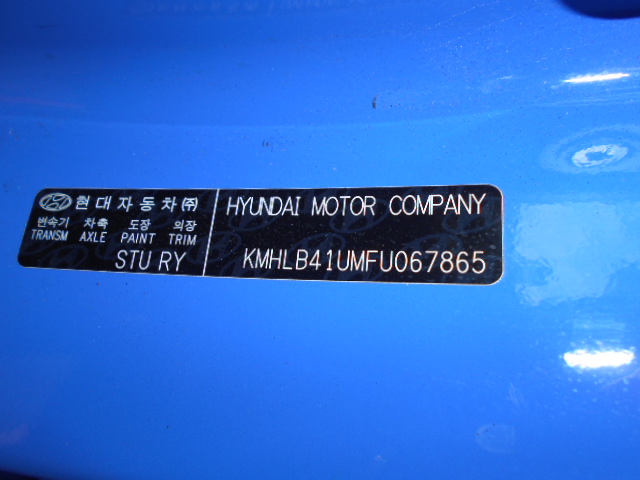 현대자동차㈜
변속기 차축 도장 의장
TRANSM AXLE PAINT TRIM
STU RY
HYUNDAI MOTOR COMPANY
KMHLB41UMFU067865